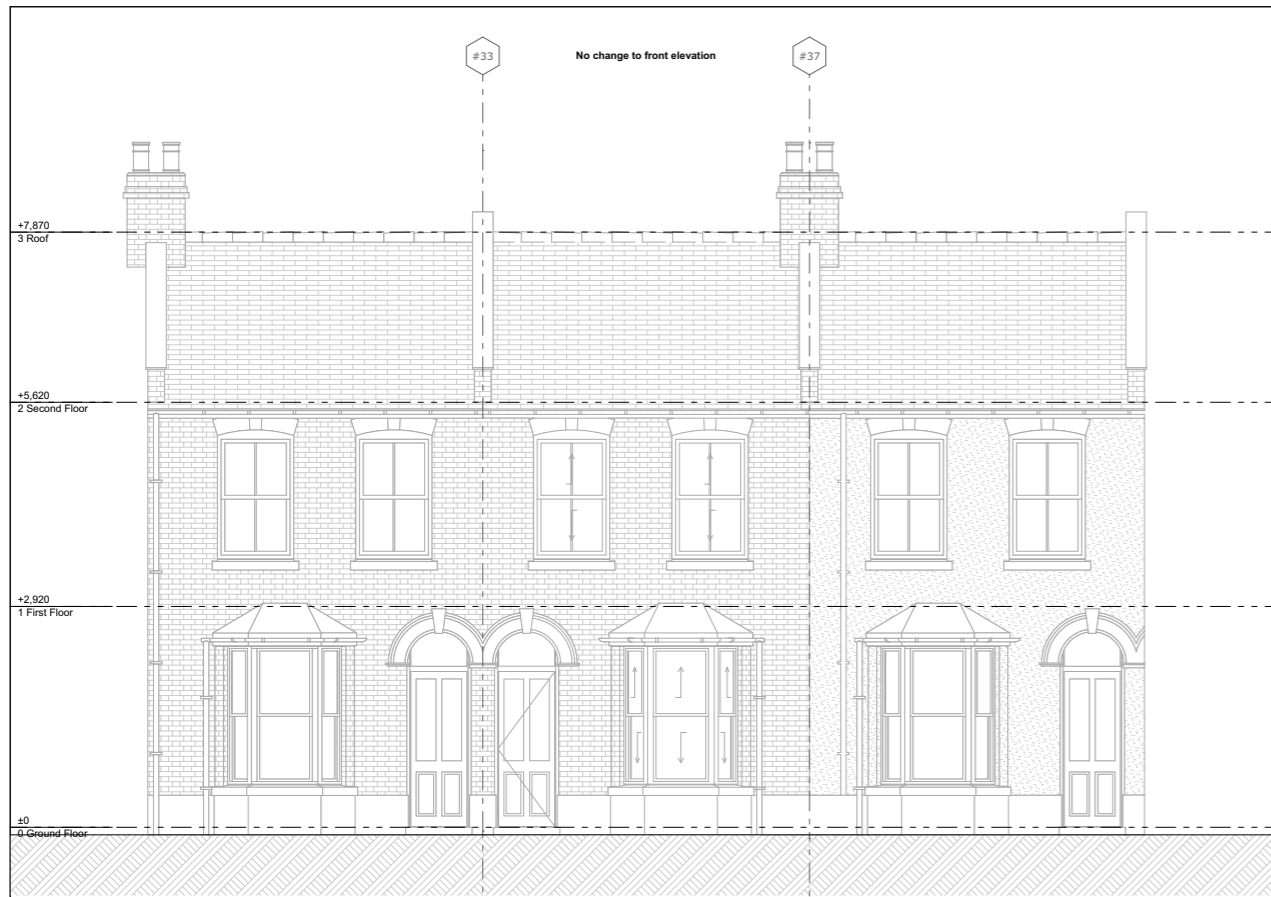 #33
No change to front elevation
#37
+7,870
3 Roof
+5,620
2 Second Floor
+2,920
1 First Floor
±0
0 Ground Floor